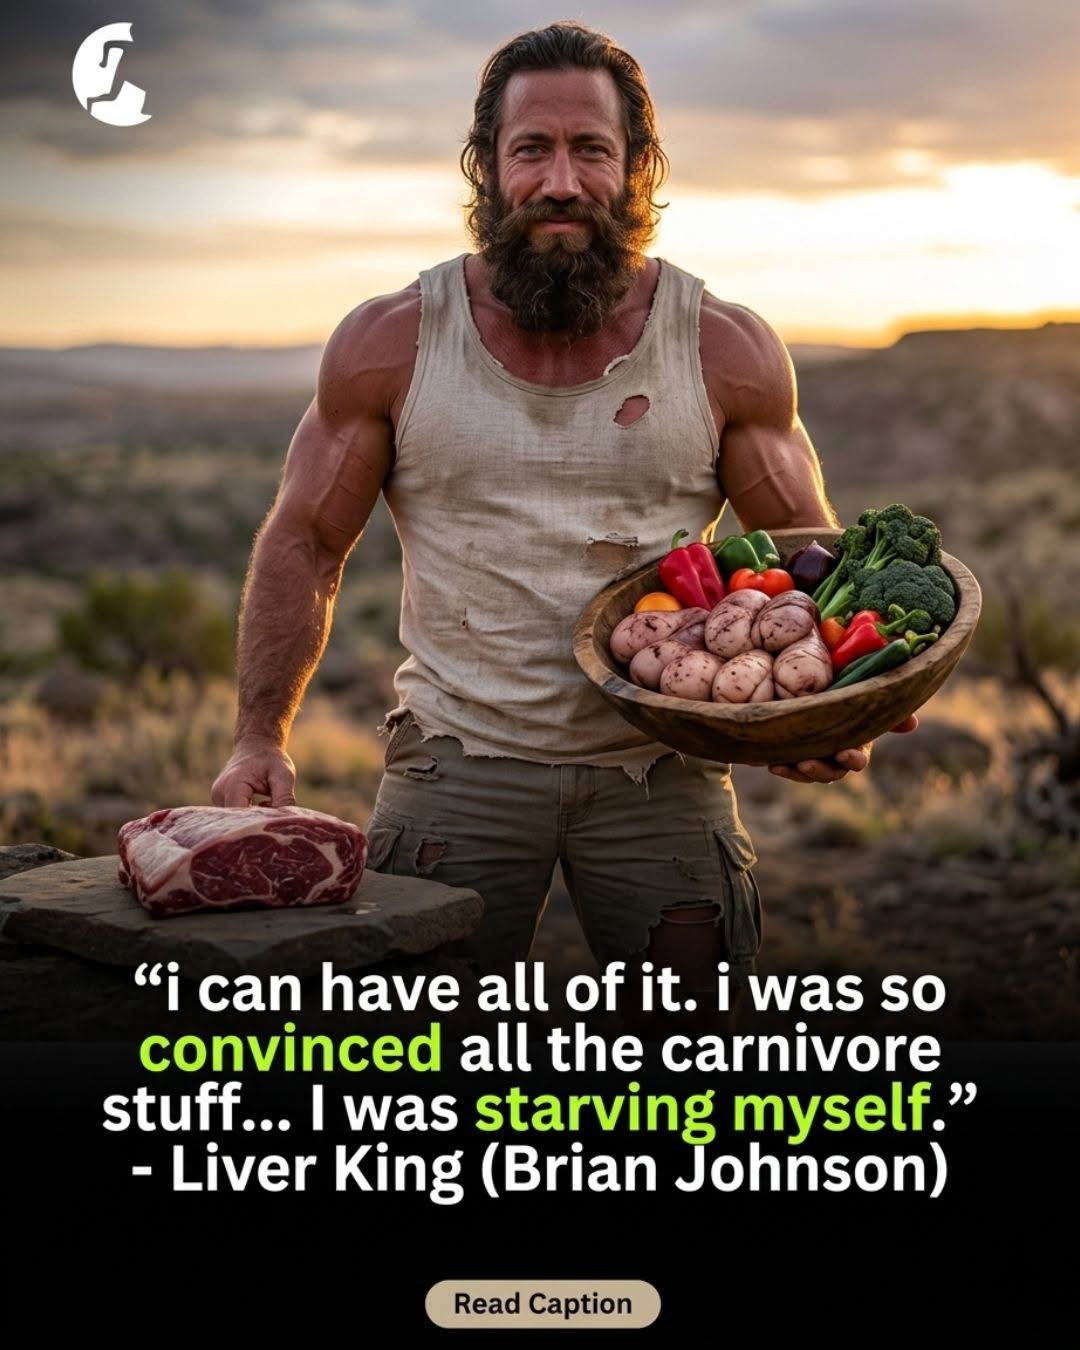 “i can have all of it. i was so
convinced all the carnivore
stuff... I was starving myself.”
- Liver King (Brian Johnson)
Read Caption